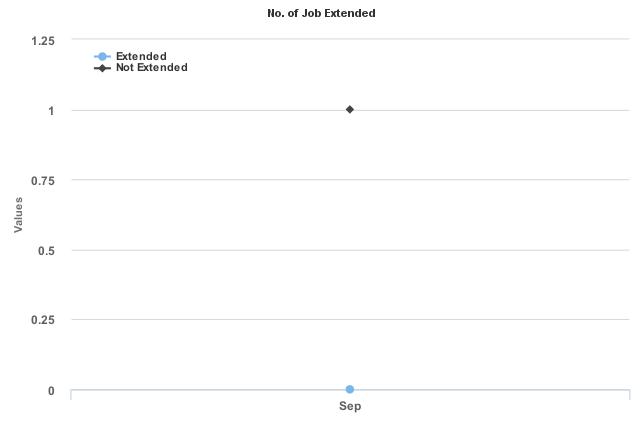 No. of Job Extended
1.25
Extended
Not Extended
1
0.75
Values
0.5
0.25
0
Sep